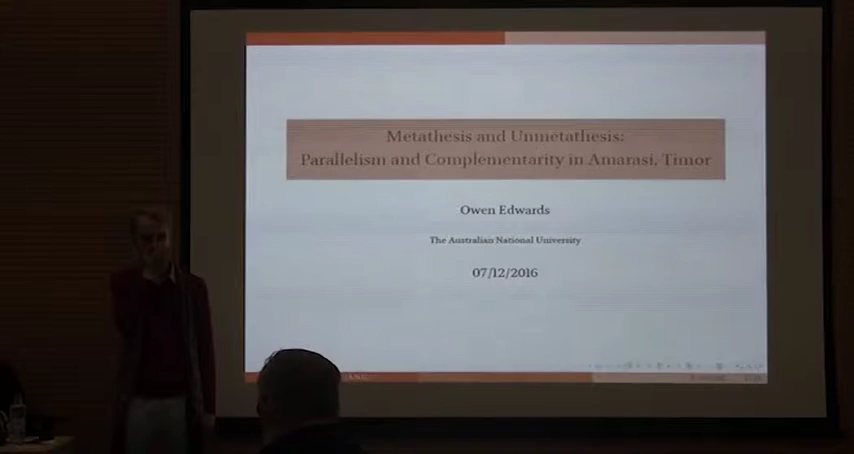 Metathesis and Unmetathesis:
Parallelism and Complementarity in Amarasi, Timor
Owen Edwards
The Australian National University
07/12/2016